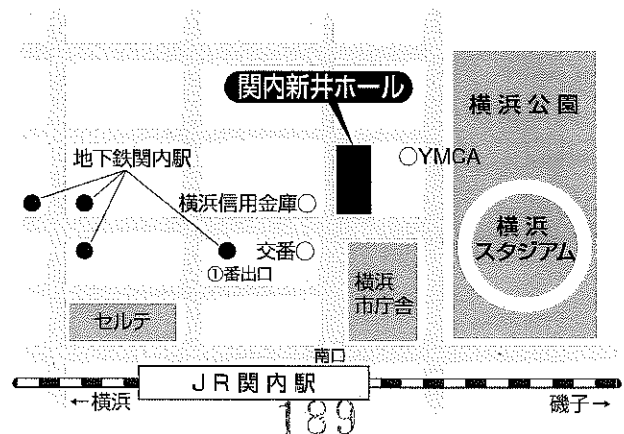 関内新井ホール
横浜公園
地下鉄関内駅
○YMCA
横浜信用金庫○
横浜
スタジアム
交番○
①番出口
横浜
市庁舎
セルテ
南口
JR関内駅
←横浜
磯子→
189